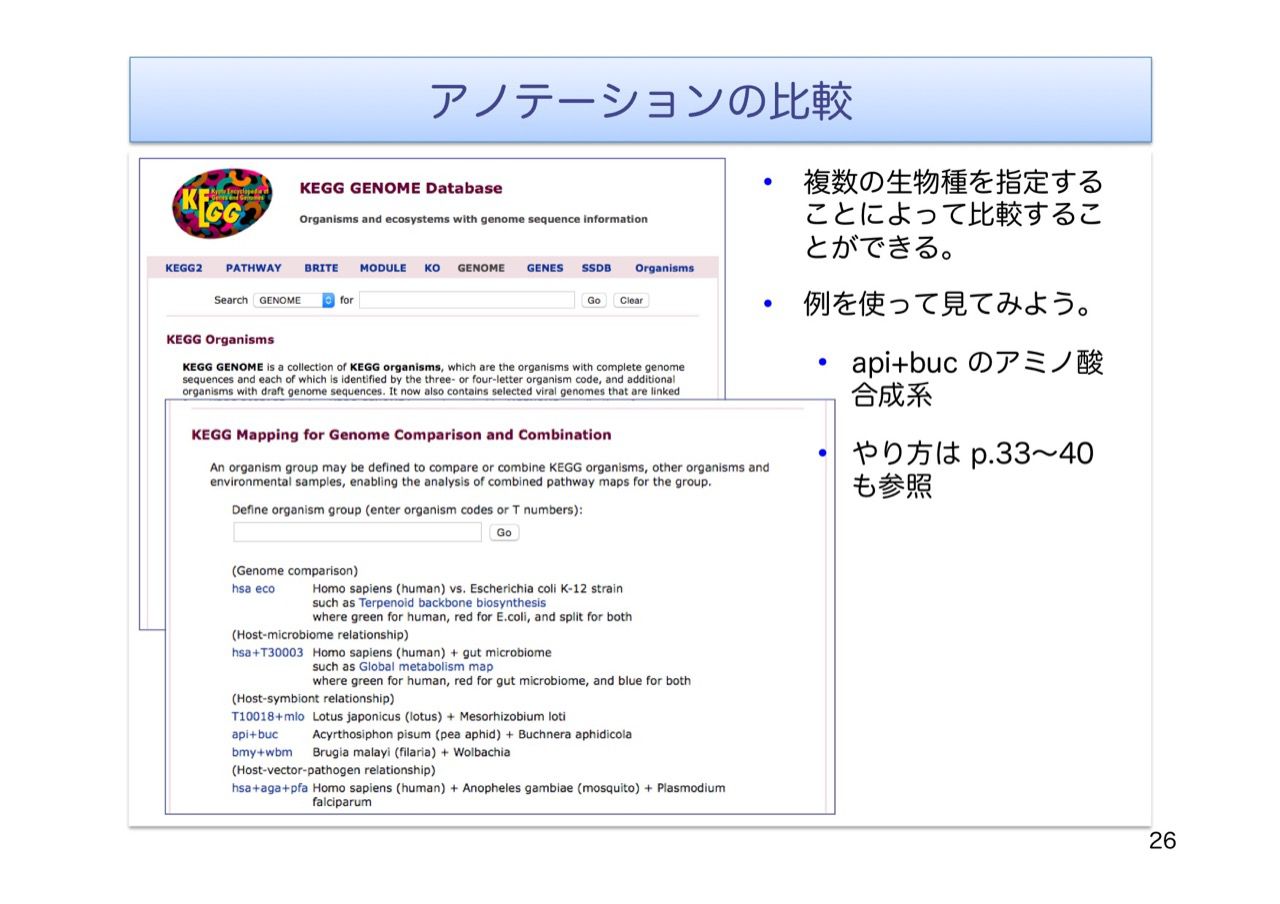 アノテーションの比較
KEGG
Kyoto Encyclopedia of
Genes and Genomes
KEGG GENOME Database
Organisms and ecosystems with genome sequence information
KEGG2 PATHWAY BRITE MODULE KO GENOME GENES SSDB Organisms
Search GENOME for Go Clear
KEGG Organisms
KEGG GENOME is a collection of KEGG organisms, which are the organisms with complete genome
sequences and each of which is identified by the three- or four-letter organism code, and additional
organisms with draft genome sequences. It now also contains selected viral genomes that are linked
KEGG Mapping for Genome Comparison and Combination
An organism group may be defined to compare or combine KEGG organisms, other organisms and
environmental samples, enabling the analysis of combined pathway maps for the group.
Define organism group (enter organism codes or T numbers):
Go
(Genome comparison)
hsa eco Homo sapiens (human) vs. Escherichia coli K-12 strain
such as Terpenoid backbone biosynthesis
where green for human, red for E.coli, and split for both
(Host-microbiome relationship)
hsa+T30003 Homo sapiens (human) + gut microbiome
such as Global metabolism map
where green for human, red for gut microbiome, and blue for both
(Host-symbiont relationship)
T10018+mlo Lotus japonicus (lotus) + Mesorhizobium loti
api+buc Acyrthosiphon pisum (pea aphid) + Buchnera aphidicola
bmy+wbm Brugia malayi (filaria) + Wolbachia
(Host-vector-pathogen relationship)
hsa+aga+pfa Homo sapiens (human) + Anopheles gambiae (mosquito) + Plasmodium
falciparum
• 複数の生物種を指定する
ことによって比較するこ
とができる。
• 例を使って見てみよう。
• api+buc のアミノ酸
合成系
• やり方は p.33〜40
も参照
26